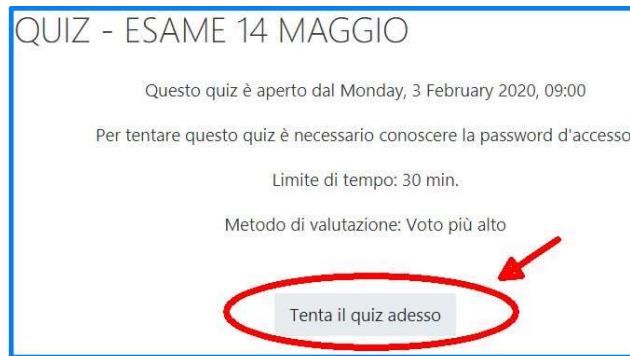 QUIZ - ESAME 14 MAGGIO
Questo quiz è aperto dal Monday, 3 February 2020, 09:00
Per tentare questo quiz è necessario conoscere la password d'accesso
Limite di tempo: 30 min.
Metodo di valutazione: Voto più alto
Tenta il quiz adesso